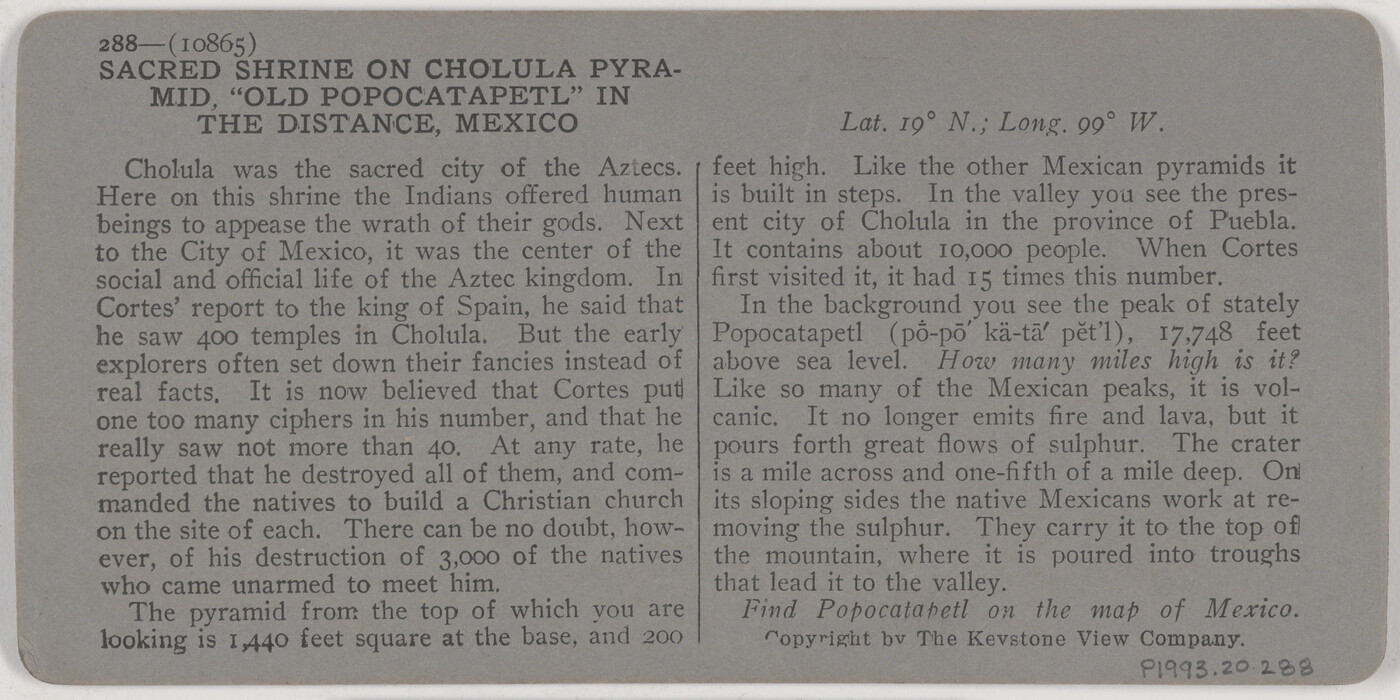 288—(10865)
SACRED SHRINE ON CHOLULA PYRA-
MID, “OLD POPOCATAPETL” IN
THE DISTANCE, MEXICO
Cholula was the sacred city of the Aztecs.
Here on this shrine the Indians offered human
beings to appease the wrath of their gods. Next
to the City of Mexico, it was the center of the
social and official life of the Aztec kingdom. In
Cortes’ report to the king of Spain, he said that
he saw 400 temples in Cholula. But the early
explorers often set down their fancies instead of
real facts. It is now believed that Cortes put
one too many ciphers in his number, and that he
really saw not more than 40. At any rate, he
reported that he destroyed all of them, and com-
manded the natives to build a Christian church
on the site of each. There can be no doubt, how-
ever, of his destruction of 3,000 of the natives
who came unarmed to meet him.
The pyramid from the top of which you are
looking is 1,440 feet square at the base, and 200
Lat. 19° N.; Long. 99° W.
feet high. Like the other Mexican pyramids it
is built in steps. In the valley you see the pres-
ent city of Cholula in the province of Puebla.
It contains about 10,000 people. When Cortes
first visited it, it had 15 times this number.
In the background you see the peak of stately
Popocatapetl (pȯ-pō′ kä-tā′ pĕt’l), 17,748 feet
above sea level. How many miles high is it?
Like so many of the Mexican peaks, it is vol-
canic. It no longer emits fire and lava, but it
pours forth great flows of sulphur. The crater
is a mile across and one-fifth of a mile deep. On
its sloping sides the native Mexicans work at re-
moving the sulphur. They carry it to the top of
the mountain, where it is poured into troughs
that lead it to the valley.
Find Popocatapetl on the map of Mexico.
Copyright by The Keystone View Company.
P1993.20.288